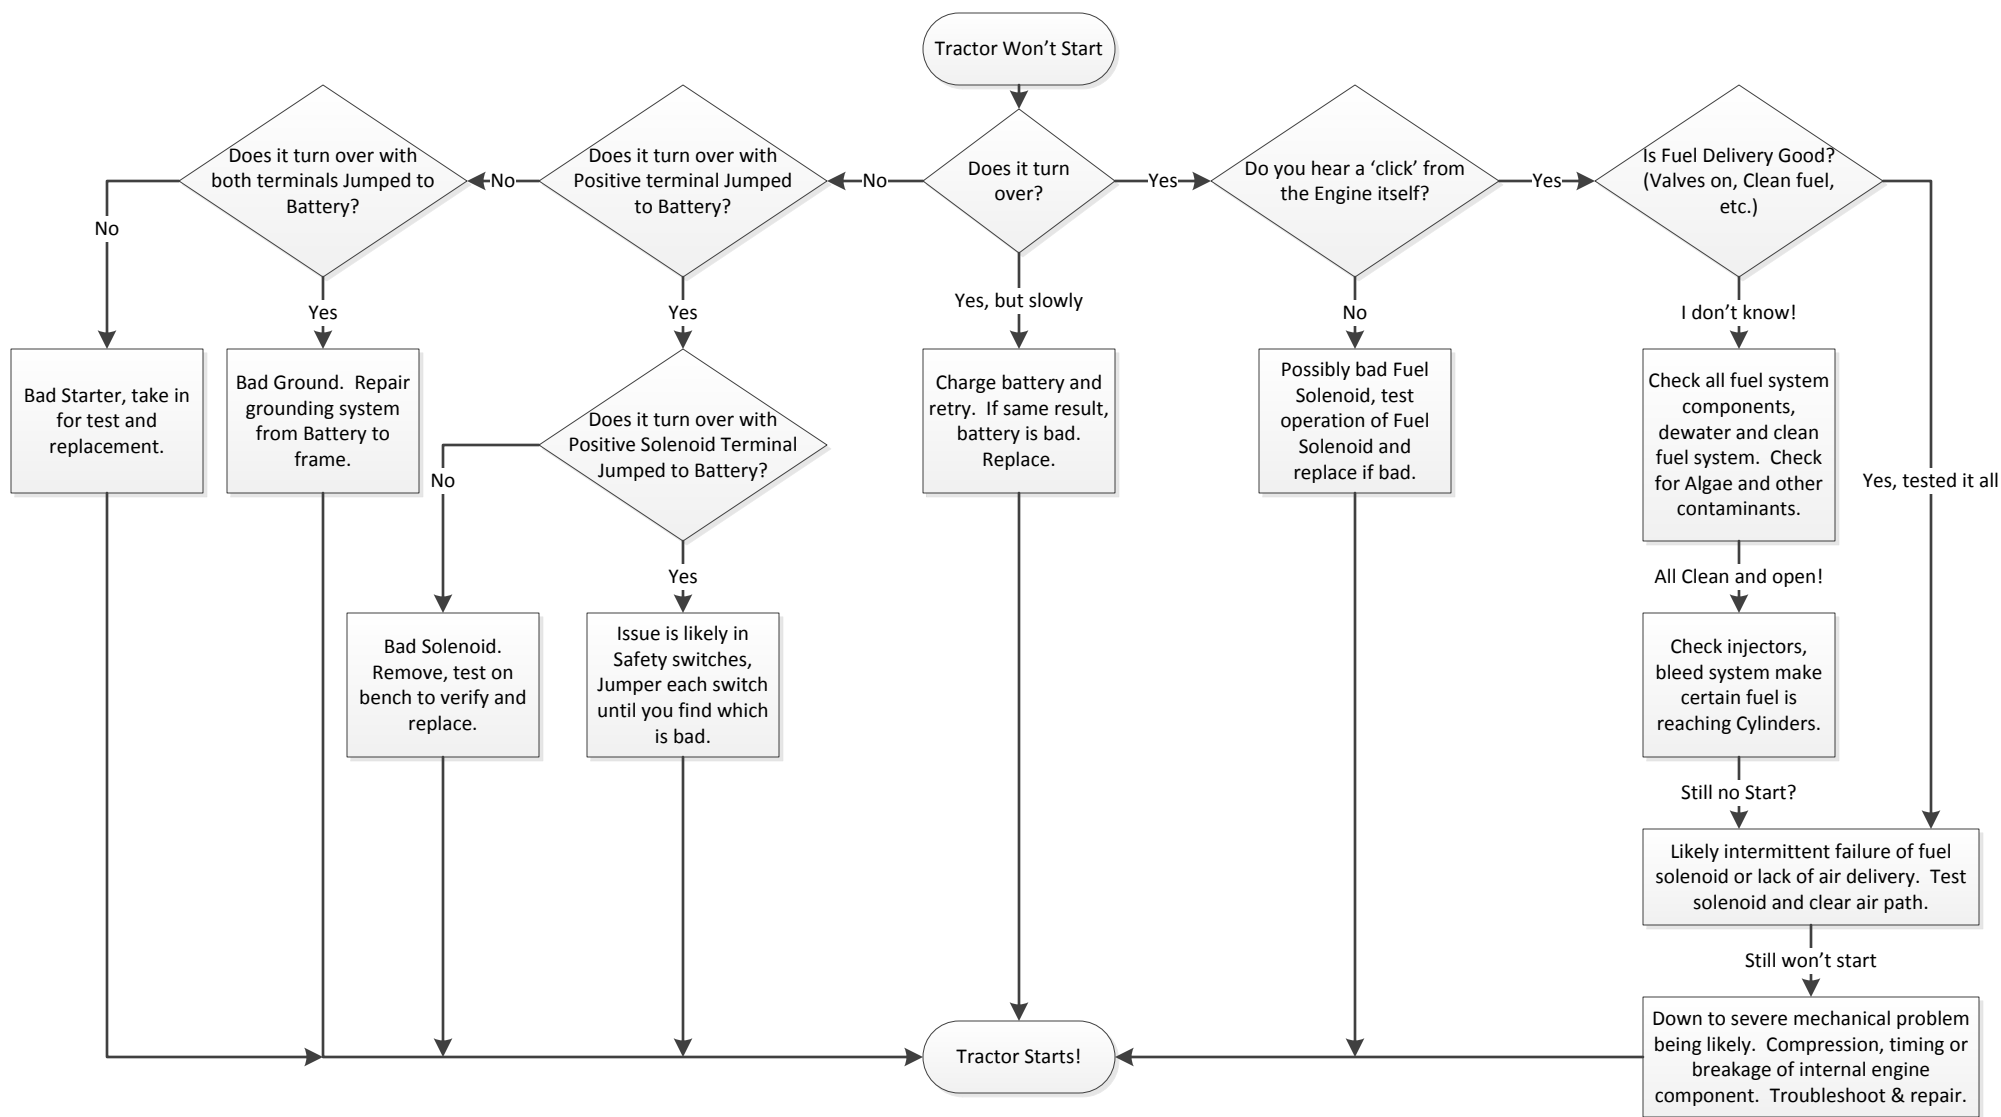 Tractor Won’t Start
Does it turn over with
both terminals Jumped to
Battery?
No
Does it turn over with
Positive terminal Jumped
to Battery?
No
Does it turn
over?
Yes
Do you hear a ‘click’ from
the Engine itself?
Yes
Is Fuel Delivery Good?
(Valves on, Clean fuel,
etc.)
No
Yes
Yes
Yes, but slowly
No
I don’t know!
Yes, tested it all
Bad Starter, take in
for test and
replacement.
Bad Ground.  Repair
grounding system
from Battery to
frame.
Does it turn over with
Positive Solenoid Terminal
Jumped to Battery?
Charge battery and
retry.  If same result,
battery is bad.
Replace.
Possibly bad Fuel
Solenoid, test
operation of Fuel
Solenoid and
replace if bad.
Check all fuel system
components,
dewater and clean
fuel system.  Check
for Algae and other
contaminants.
No
Yes
All Clean and open!
Bad Solenoid.
Remove, test on
bench to verify and
replace.
Issue is likely in
Safety switches,
Jumper each switch
until you find which
is bad.
Check injectors,
bleed system make
certain fuel is
reaching Cylinders.
Still no Start?
Likely intermittent failure of fuel
solenoid or lack of air delivery.  Test
solenoid and clear air path.
Still won’t start
Down to severe mechanical problem
being likely.  Compression, timing or
breakage of internal engine
component.  Troubleshoot & repair.
Tractor Starts!